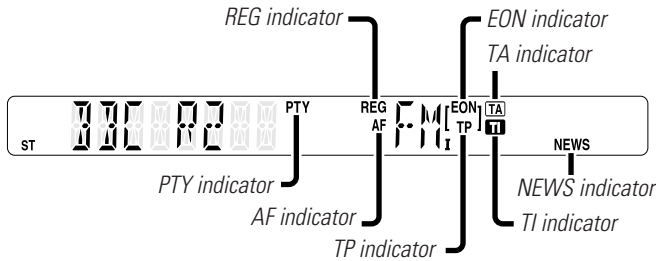 REG indicator
EON indicator
TA indicator
PTY REG EON TA
ST BBC R2 AF FM TP TI
I NEWS
PTY indicator
NEWS indicator
AF indicator
TI indicator
TP indicator